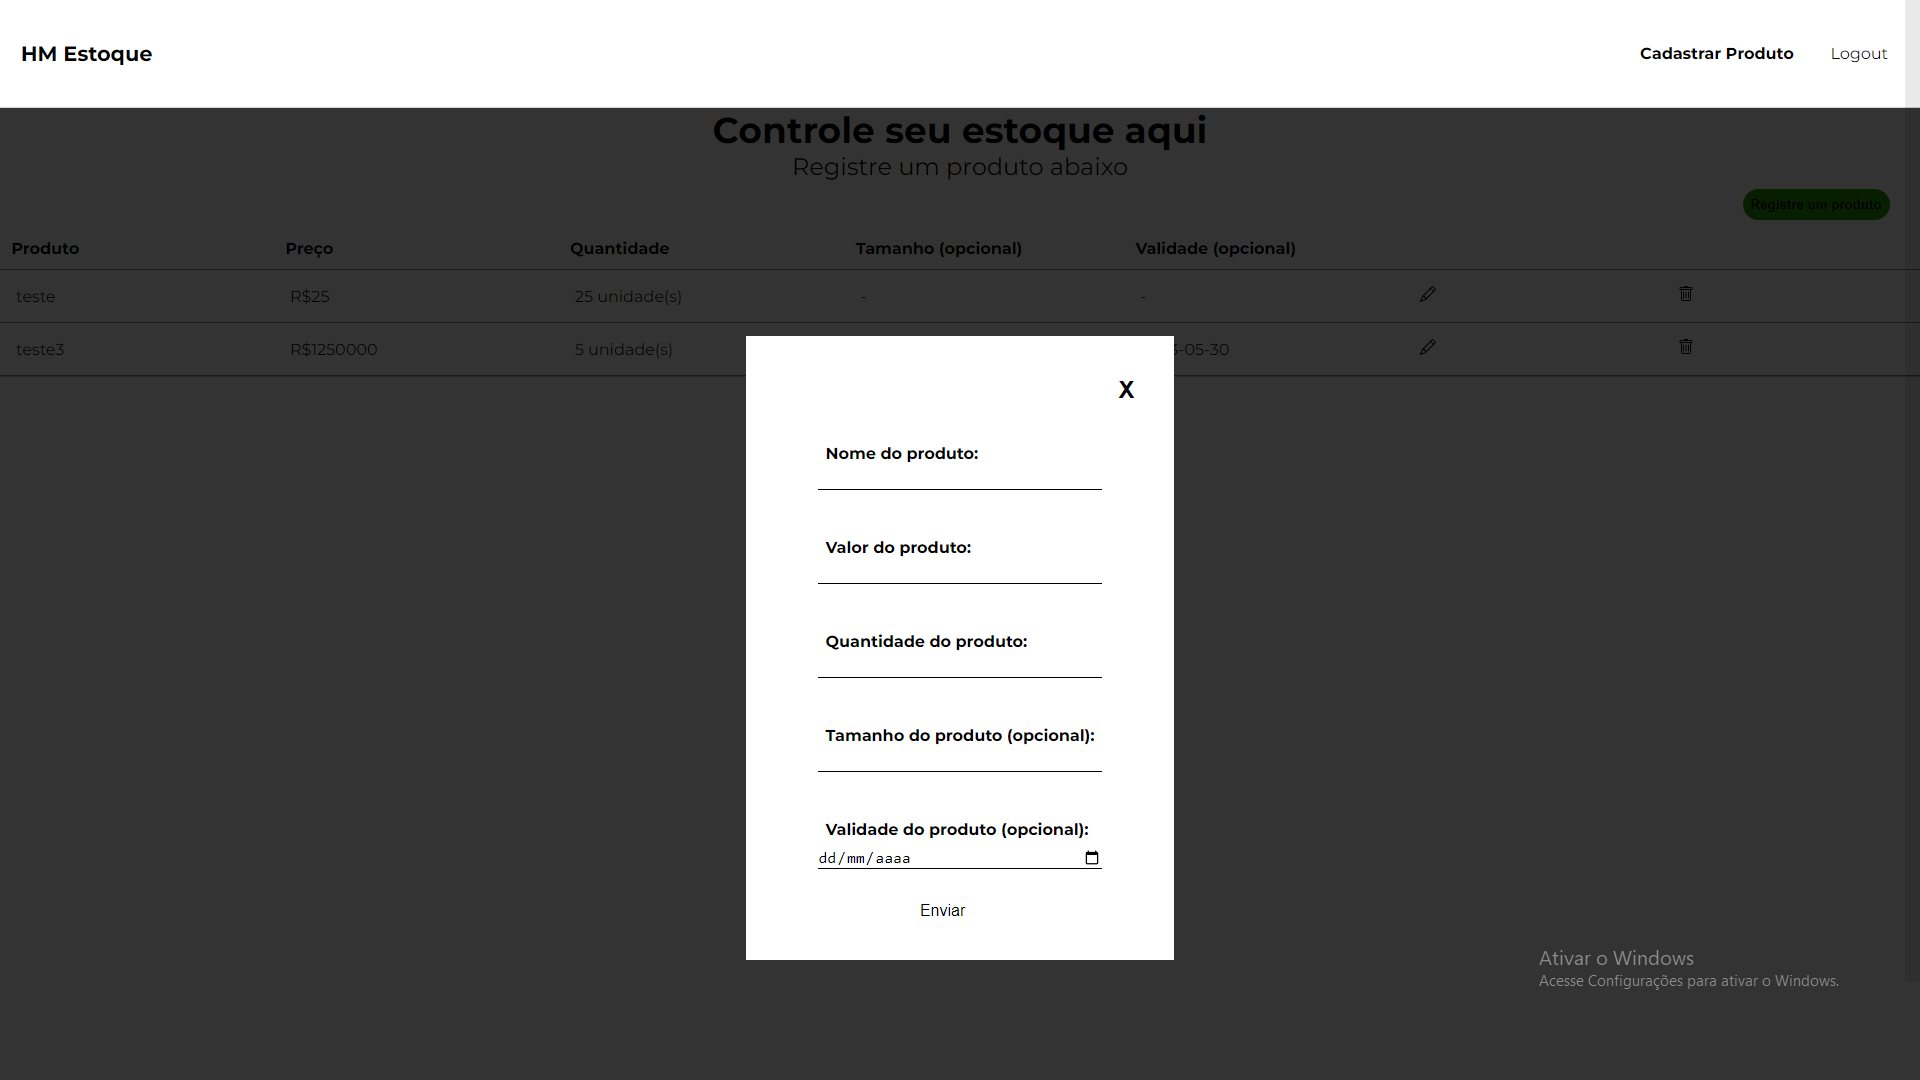 HM Estoque
Cadastrar Produto
Logout
Controle seu estoque aqui
Registre um produto abaixo
Registre um produto
Produto Preço Quantidade Tamanho (opcional) Validade (opcional)
teste R$25 25 unidade(s) - -
teste3 R$1250000 5 unidade(s) -05-30
X
Nome do produto:
Valor do produto:
Quantidade do produto:
Tamanho do produto (opcional):
Validade do produto (opcional):
dd/mm/aaaa
Enviar
Ativar o Windows
Acesse Configurações para ativar o Windows.